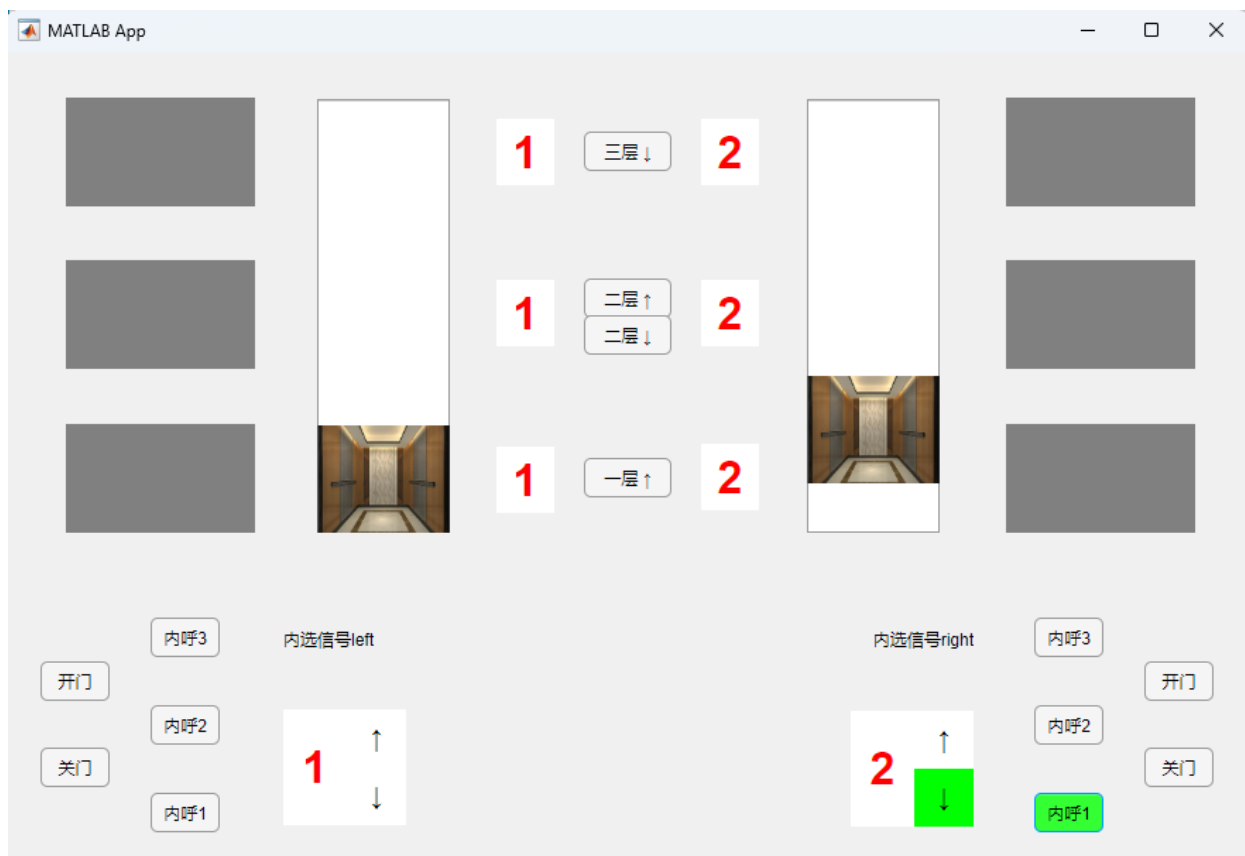 MATLAB App
1
三层↓
2
1
二层↑
二层↓
2
1
一层↑
2
内呼3
内选信号left
开门
内呼2
1
↑
↓
关门
内呼1
内选信号right
内呼3
开门
2
↑
↓
内呼2
关门
内呼1